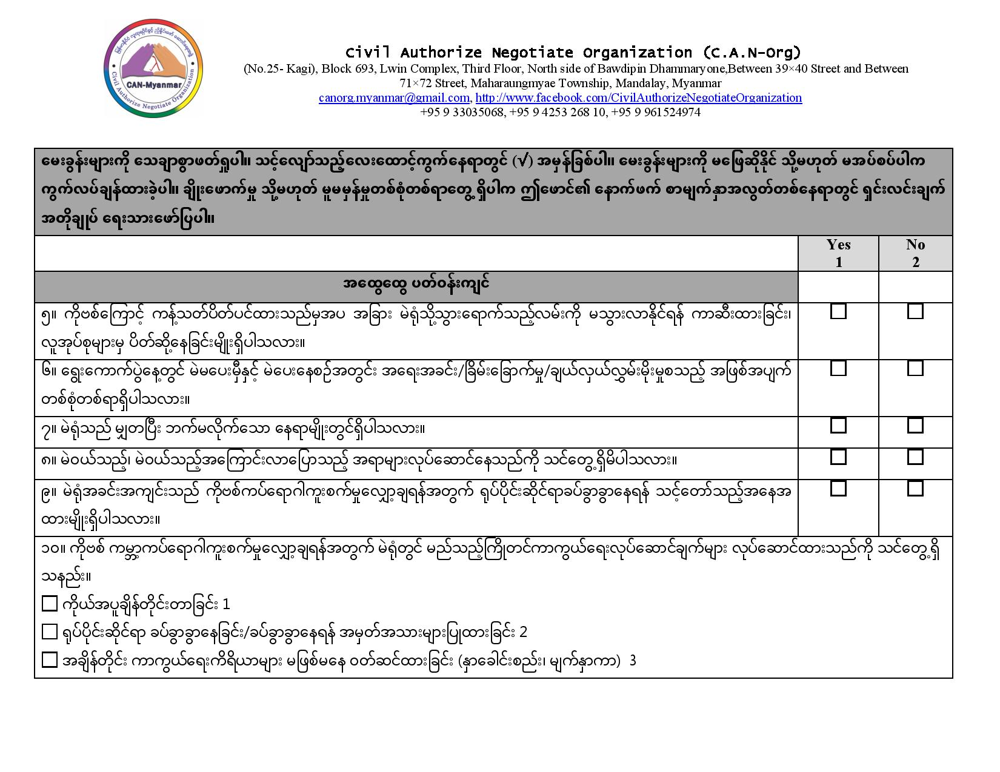 မြန်မာနိုင်ငံ လူထုရပိုင်ခွင့် ညှိနှိုင်းဖော် ဆောင်ရေးအဖွဲ့
CAN-Myanmar
Civil Authorize Negotiate Organization
Civil Authorize Negotiate Organization (C.A.N-Org)
(No.25- Kagi), Block 693, Lwin Complex, Third Floor, North side of Bawdipin Dhammaryone,Between 39×40 Street and Between
71×72 Street, Maharaungmyae Township, Mandalay, Myanmar
canorg.myanmar@gmail.com, http://www.facebook.com/CivilAuthorizeNegotiateOrganization
+95 9 33035068, +95 9 4253 268 10, +95 9 961524974
မေးခွန်းများကို သေချာစွာဖတ်ရှုပါ။ သင့်လျော်သည့်လေးထောင့်ကွက်နေရာတွင် (√) အမှန်ခြစ်ပါ။ မေးခွန်းများကို မဖြေဆိုနိုင် သို့မဟုတ် မအပ်စပ်ပါက
ကွက်လပ်ချန်ထားခဲ့ပါ။ ချိုးဖောက်မှု သို့မဟုတ် မူမမှန်မှုတစ်စုံတစ်ရာတွေ့ရှိပါက ဤဖောင်၏ နောက်ဖက် စာမျက်နှာအလွတ်တစ်နေရာတွင် ရှင်းလင်းချက်
အတိုချုပ် ရေးသားဖော်ပြပါ။
Yes No
1 2
အထွေထွေ ပတ်ဝန်းကျင်
၅။ ကိုဗစ်ကြောင့် ကန့်သတ်ပိတ်ပင်ထားသည်မှအပ အခြား မဲရုံသို့သွားရောက်သည့်လမ်းကို မသွားလာနိုင်ရန် ကာဆီးထားခြင်း၊
လူအုပ်စုများမှ ပိတ်ဆို့နေခြင်းမျိုးရှိပါသလား။
၆။ ရွေးကောက်ပွဲနေ့တွင် မဲမပေးမှီနှင့် မဲပေးနေစဉ်အတွင်း အရေးအခင်း/ခြိမ်းခြောက်မှု/ချယ်လှယ်လွှမ်းမိုးမှုစသည့် အဖြစ်အပျက်
တစ်စုံတစ်ရာရှိပါသလား။
၇။ မဲရုံသည် မျှတပြီး ဘက်မလိုက်သော နေရာမျိုးတွင်ရှိပါသလား။
၈။ မဲဝယ်သည့်၊ မဲဝယ်သည့်အကြောင်းလာပြောသည့် အရာများလုပ်ဆောင်နေသည်ကို သင်တွေ့ရှိမိပါသလား။
၉။ မဲရုံအခင်းအကျင်းသည် ကိုဗစ်ကပ်ရောဂါကူးစက်မှုလျှော့ချရန်အတွက် ရုပ်ပိုင်းဆိုင်ရာခပ်ခွာခွာနေရန် သင့်တော်သည့်အနေအ
ထားမျိုးရှိပါသလား။
၁၀။ ကိုဗစ် ကမ္ဘာ့ကပ်ရောဂါကူးစက်မှုလျှော့ချရန်အတွက် မဲရုံတွင် မည်သည့်ကြိုတင်ကာကွယ်ရေးလုပ်ဆောင်ချက်များ လုပ်ဆောင်ထားသည်ကို သင်တွေ့ရှိ
သနည်း။
ကိုယ်အပူချိန်တိုင်းတာခြင်း 1
ရုပ်ပိုင်းဆိုင်ရာ ခပ်ခွာခွာနေခြင်း/ခပ်ခွာခွာနေရန် အမှတ်အသားများပြုထားခြင်း 2
အချိန်တိုင်း ကာကွယ်ရေးကိရိယာများ မဖြစ်မနေ ဝတ်ဆင်ထားခြင်း (နှာခေါင်းစည်း၊ မျက်နှာကာ) 3